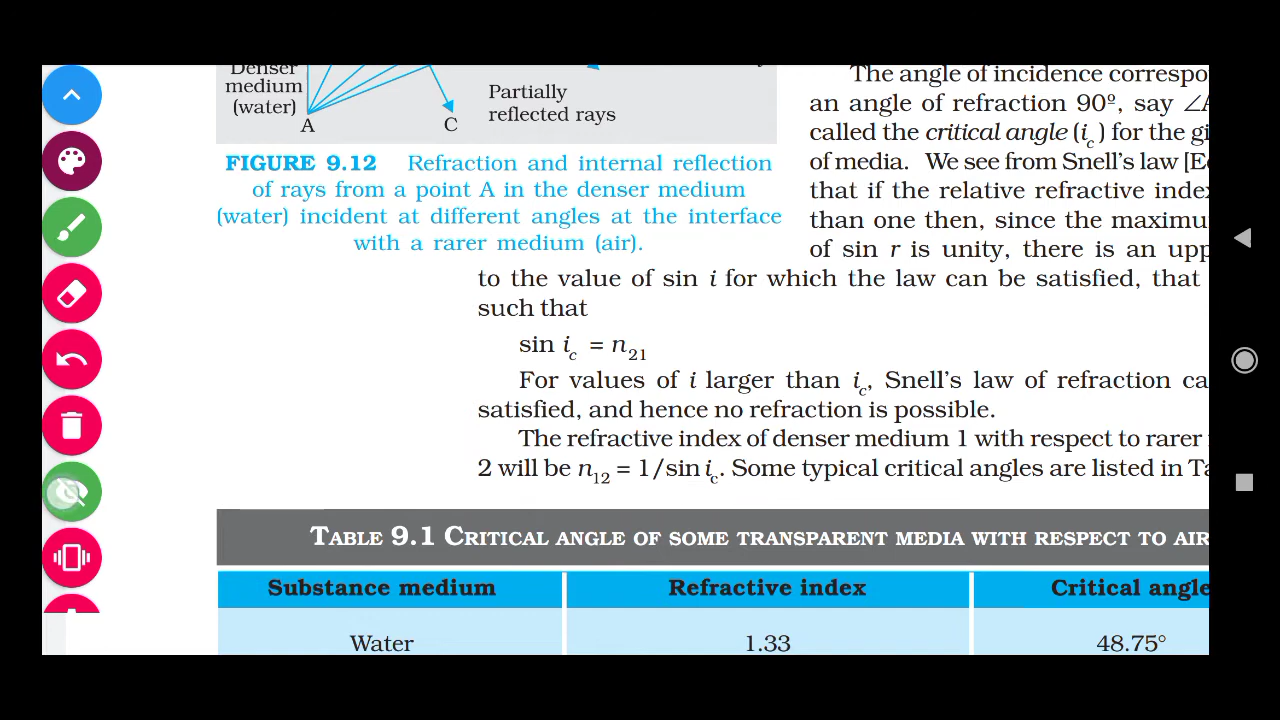 Denser
medium
(water)
A
C
Partially
reflected rays
FIGURE 9.12 Refraction and internal reflection
of rays from a point A in the denser medium
(water) incident at different angles at the interface
with a rarer medium (air).
The angle of incidence
an angle of refraction 90º, say
called the critical angle (ic) for the
of media. We see from Snell's law
that if the relative refractive
than one then, since the
of sin r is unity, there is an
to the value of sin i for which the law can be satisfied, that
such that
sin ic = n21
For values of i larger than ic, Snell's law of refraction
satisfied, and hence no refraction is possible.
The refractive index of denser medium 1 with respect to rarer
2 will be n12 = 1/sin ic. Some typical critical angles are listed in
TABLE 9.1 CRITICAL ANGLE OF SOME TRANSPARENT MEDIA WITH RESPECT TO AIR
Substance medium Refractive index Critical angle
Water 1.33 48.75°